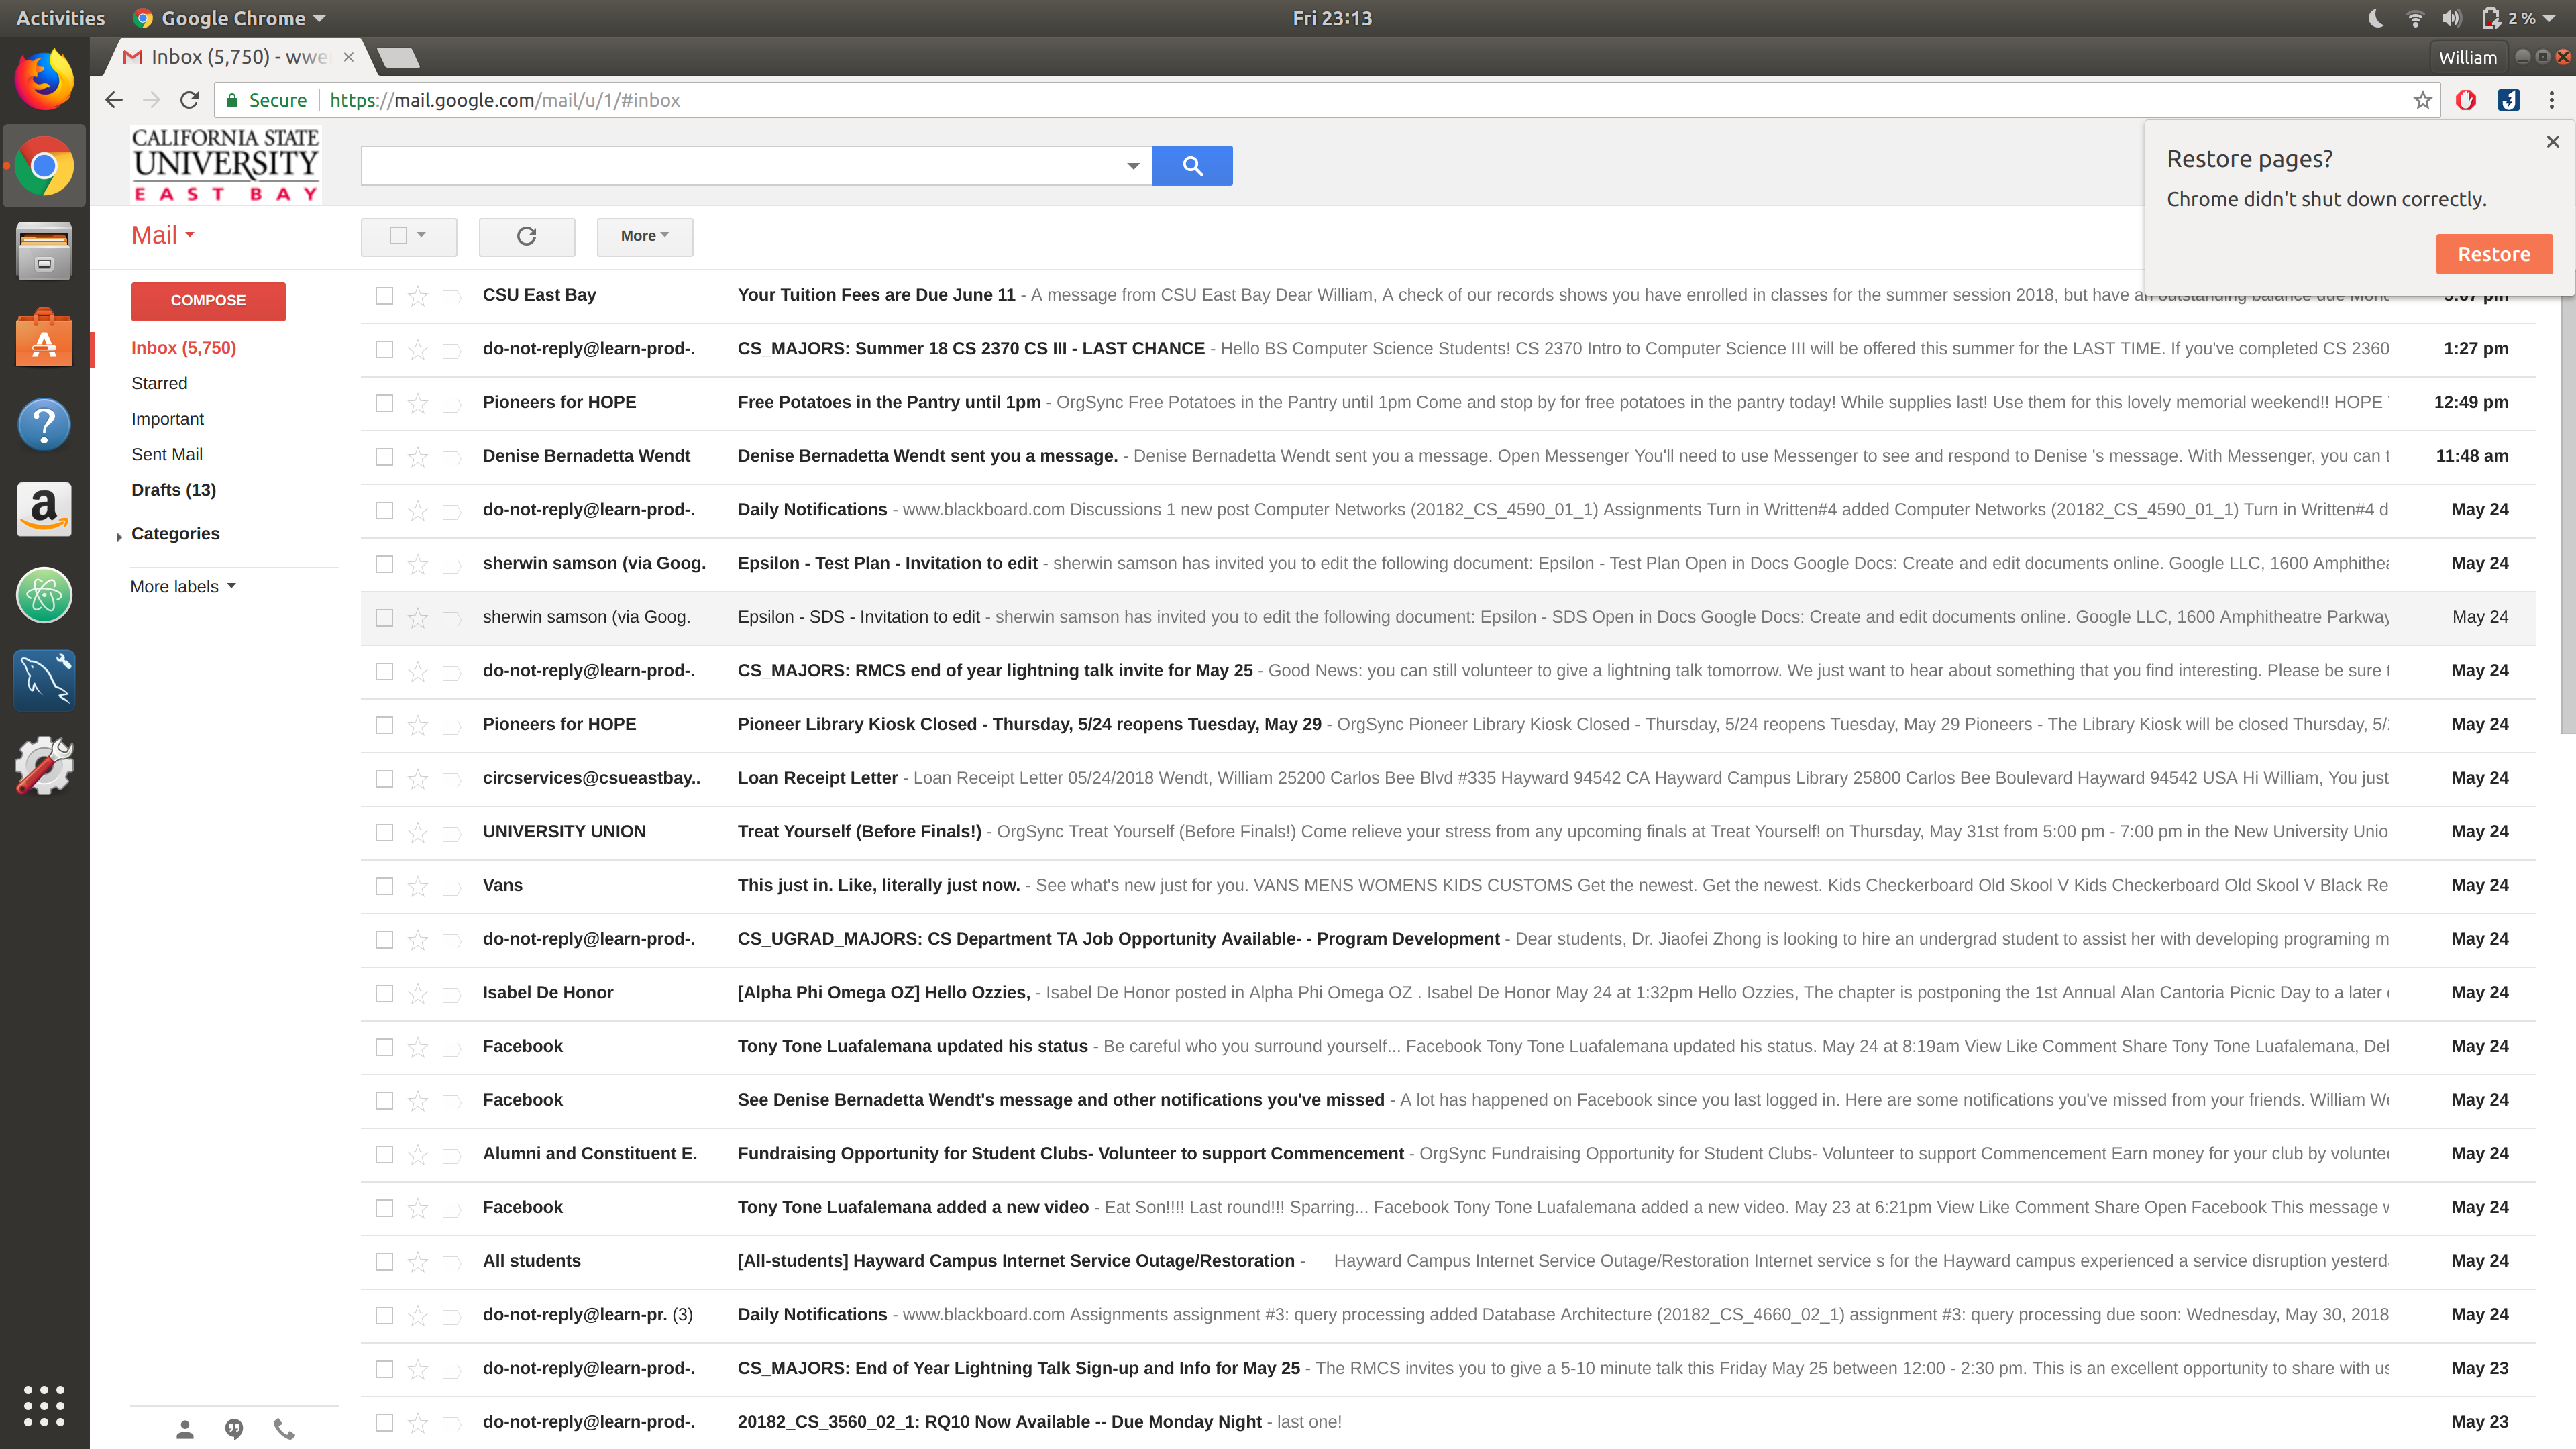 Activities Google Chrome Fri 23:13 2 %
Inbox (5,750) - wwe William
Secure https://mail.google.com/mail/u/1/#inbox
CALIFORNIA STATE
UNIVERSITY
EAST BAY
Restore pages?
Chrome didn't shut down correctly.
Restore
Mail More
COMPOSE
Inbox (5,750)
Starred
Important
Sent Mail
Drafts (13)
Categories
More labels
CSU East Bay Your Tuition Fees are Due June 11 - A message from CSU East Bay Dear William, A check of our records shows you have enrolled in classes for the summer session 2018, but have an outstanding balance due Mond 5:07 pm
do-not-reply@learn-prod-. CS_MAJORS: Summer 18 CS 2370 CS III - LAST CHANCE - Hello BS Computer Science Students! CS 2370 Intro to Computer Science III will be offered this summer for the LAST TIME. If you've completed CS 2360 1:27 pm
Pioneers for HOPE Free Potatoes in the Pantry until 1pm - OrgSync Free Potatoes in the Pantry until 1pm Come and stop by for free potatoes in the pantry today! While supplies last! Use them for this lovely memorial weekend!! HOPE 12:49 pm
Denise Bernadetta Wendt Denise Bernadetta Wendt sent you a message. - Denise Bernadetta Wendt sent you a message. Open Messenger You'll need to use Messenger to see and respond to Denise 's message. With Messenger, you can t 11:48 am
do-not-reply@learn-prod-. Daily Notifications - www.blackboard.com Discussions 1 new post Computer Networks (20182_CS_4590_01_1) Assignments Turn in Written#4 added Computer Networks (20182_CS_4590_01_1) Turn in Written#4 d May 24
sherwin samson (via Goog. Epsilon - Test Plan - Invitation to edit - sherwin samson has invited you to edit the following document: Epsilon - Test Plan Open in Docs Google Docs: Create and edit documents online. Google LLC, 1600 Amphithea May 24
sherwin samson (via Goog. Epsilon - SDS - Invitation to edit - sherwin samson has invited you to edit the following document: Epsilon - SDS Open in Docs Google Docs: Create and edit documents online. Google LLC, 1600 Amphitheatre Parkway May 24
do-not-reply@learn-prod-. CS_MAJORS: RMCS end of year lightning talk invite for May 25 - Good News: you can still volunteer to give a lightning talk tomorrow. We just want to hear about something that you find interesting. Please be sure t May 24
Pioneers for HOPE Pioneer Library Kiosk Closed - Thursday, 5/24 reopens Tuesday, May 29 - OrgSync Pioneer Library Kiosk Closed - Thursday, 5/24 reopens Tuesday, May 29 Pioneers - The Library Kiosk will be closed Thursday, 5/ May 24
circservices@csueastbay.. Loan Receipt Letter - Loan Receipt Letter 05/24/2018 Wendt, William 25200 Carlos Bee Blvd #335 Hayward 94542 CA Hayward Campus Library 25800 Carlos Bee Boulevard Hayward 94542 USA Hi William, You just May 24
UNIVERSITY UNION Treat Yourself (Before Finals!) - OrgSync Treat Yourself (Before Finals!) Come relieve your stress from any upcoming finals at Treat Yourself! on Thursday, May 31st from 5:00 pm - 7:00 pm in the New University Unio May 24
Vans This just in. Like, literally just now. - See what's new just for you. VANS MENS WOMENS KIDS CUSTOMS Get the newest. Get the newest. Kids Checkerboard Old Skool V Kids Checkerboard Old Skool V Black Re May 24
do-not-reply@learn-prod-. CS_UGRAD_MAJORS: CS Department TA Job Opportunity Available- - Program Development - Dear students, Dr. Jiaofei Zhong is looking to hire an undergrad student to assist her with developing programing m May 24
Isabel De Honor [Alpha Phi Omega OZ] Hello Ozzies, - Isabel De Honor posted in Alpha Phi Omega OZ . Isabel De Honor May 24 at 1:32pm Hello Ozzies, The chapter is postponing the 1st Annual Alan Cantoria Picnic Day to a later May 24
Facebook Tony Tone Luafalemana updated his status - Be careful who you surround yourself... Facebook Tony Tone Luafalemana updated his status. May 24 at 8:19am View Like Comment Share Tony Tone Luafalemana, Del May 24
Facebook See Denise Bernadetta Wendt's message and other notifications you've missed - A lot has happened on Facebook since you last logged in. Here are some notifications you've missed from your friends. William We May 24
Alumni and Constituent E. Fundraising Opportunity for Student Clubs- Volunteer to support Commencement - OrgSync Fundraising Opportunity for Student Clubs- Volunteer to support Commencement Earn money for your club by voluntee May 24
Facebook Tony Tone Luafalemana added a new video - Eat Son!!!! Last round!!! Sparring... Facebook Tony Tone Luafalemana added a new video. May 23 at 6:21pm View Like Comment Share Open Facebook This message w May 24
All students [All-students] Hayward Campus Internet Service Outage/Restoration - Hayward Campus Internet Service Outage/Restoration Internet service s for the Hayward campus experienced a service disruption yesterd May 24
do-not-reply@learn-pr. (3) Daily Notifications - www.blackboard.com Assignments assignment #3: query processing added Database Architecture (20182_CS_4660_02_1) assignment #3: query processing due soon: Wednesday, May 30, 2018 May 24
do-not-reply@learn-prod-. CS_MAJORS: End of Year Lightning Talk Sign-up and Info for May 25 - The RMCS invites you to give a 5-10 minute talk this Friday May 25 between 12:00 - 2:30 pm. This is an excellent opportunity to share with us May 23
do-not-reply@learn-prod-. 20182_CS_3560_02_1: RQ10 Now Available -- Due Monday Night - last one! May 23